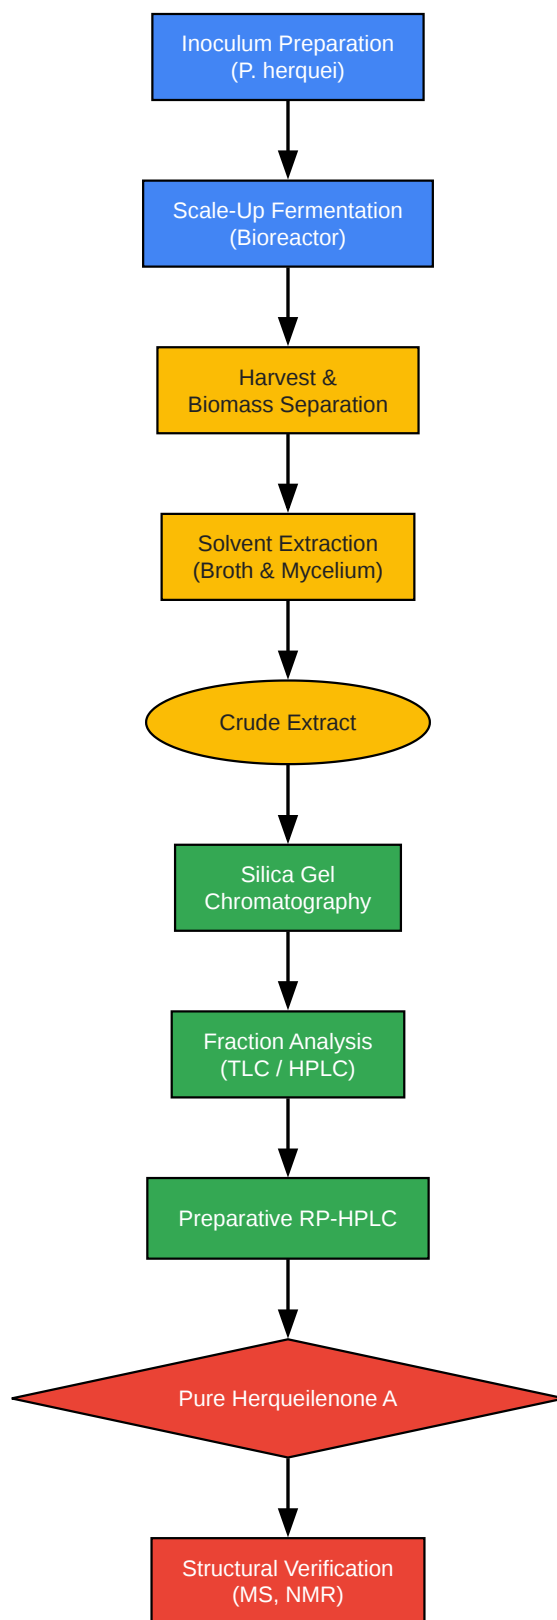 Inoculum Preparation
(P. herquei)
Scale-Up Fermentation
(Bioreactor)
Harvest &
Biomass Separation
Solvent Extraction
(Broth & Mycelium)
Crude Extract
Silica Gel
Chromatography
Fraction Analysis
(TLC / HPLC)
Preparative RP-HPLC
Pure Herqueilenone A
Structural Verification
(MS, NMR)